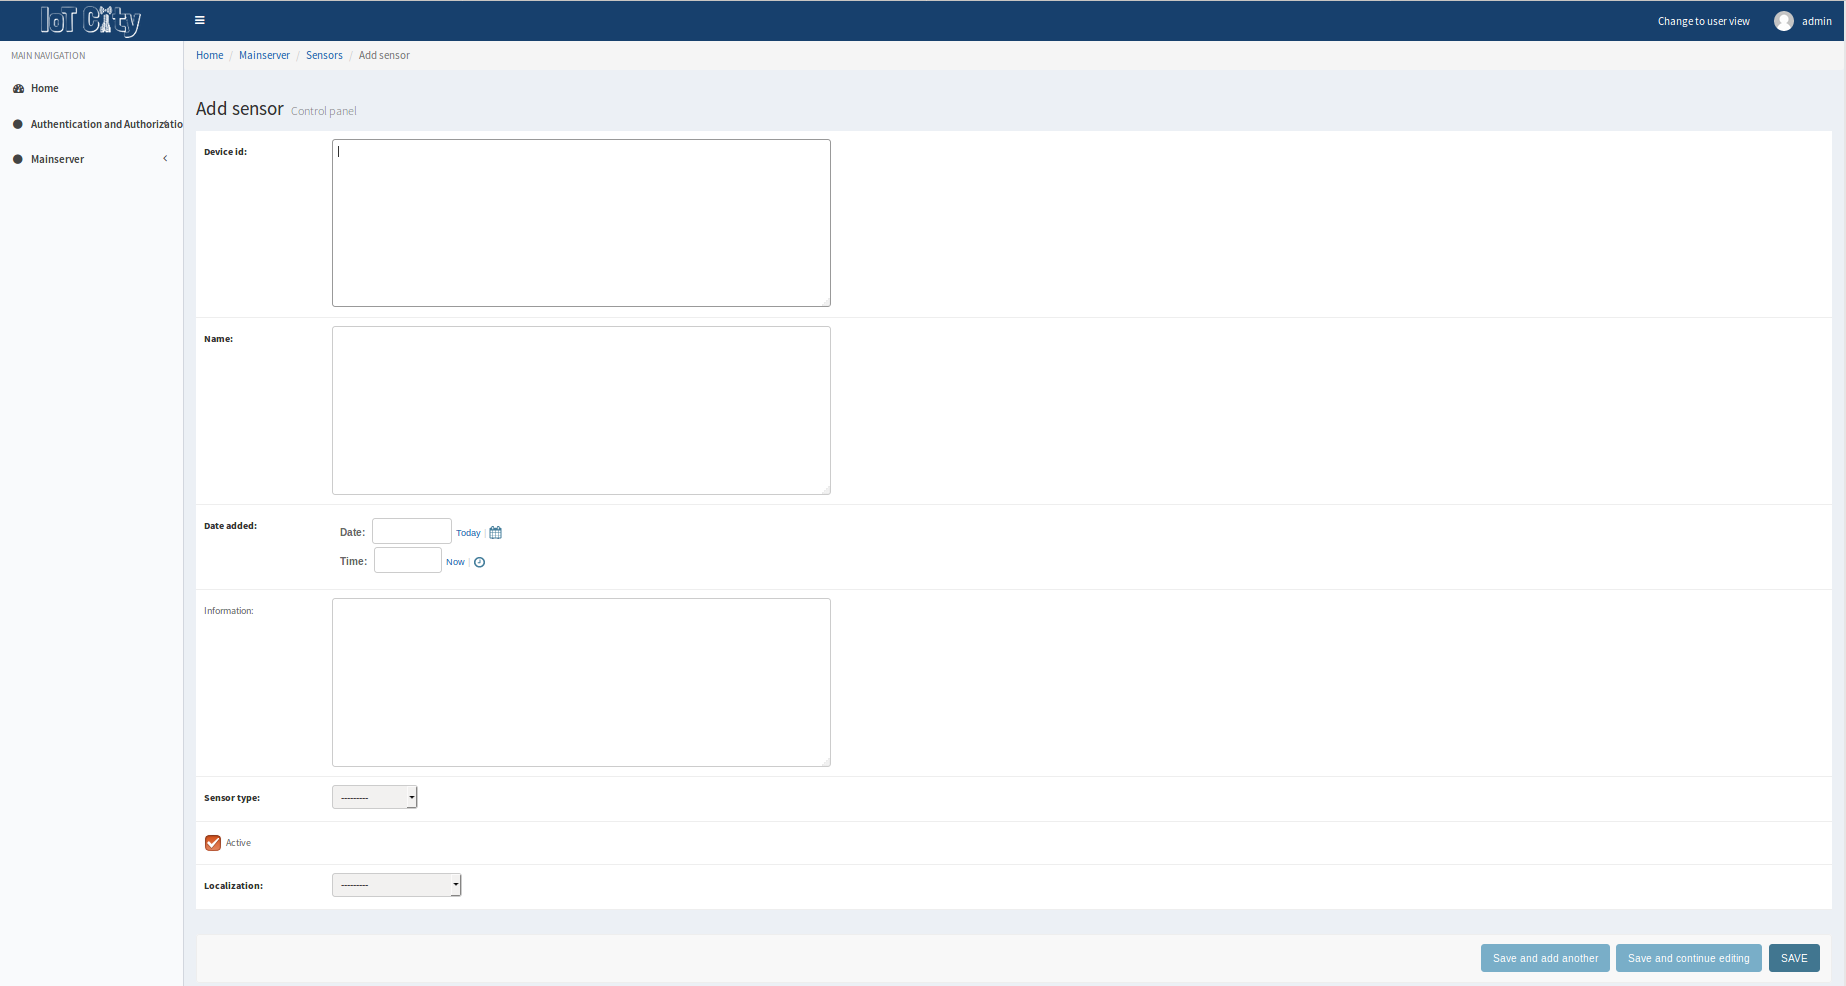 IoT City
Change to user view
admin
MAIN NAVIGATION
Home
Authentication and Authorizatio
Mainserver
Home / Mainserver / Sensors / Add sensor
Add sensor Control panel
Device id:
Name:
Date added:
Date:
Today |
Time:
Now |
Information:
Sensor type:
---------
Active
Localization:
---------
Save and add another
Save and continue editing
SAVE